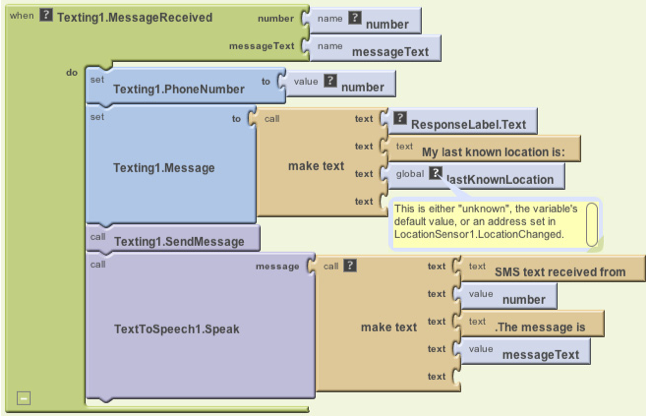 when ? Texting1.MessageReceived number name ? number
messageText name messageText
do
set Texting1.PhoneNumber to value ? number
set Texting1.Message to call make text text ? ResponseLabel.Text
text text My last known location is:
text global ? lastKnownLocation
text
This is either "unknown", the variable's
default value, or an address set in
LocationSensor1.LocationChanged.
call Texting1.SendMessage
call TextToSpeech1.Speak message call ? make text text text SMS text received from
text value number
text text .The message is
text value messageText
text